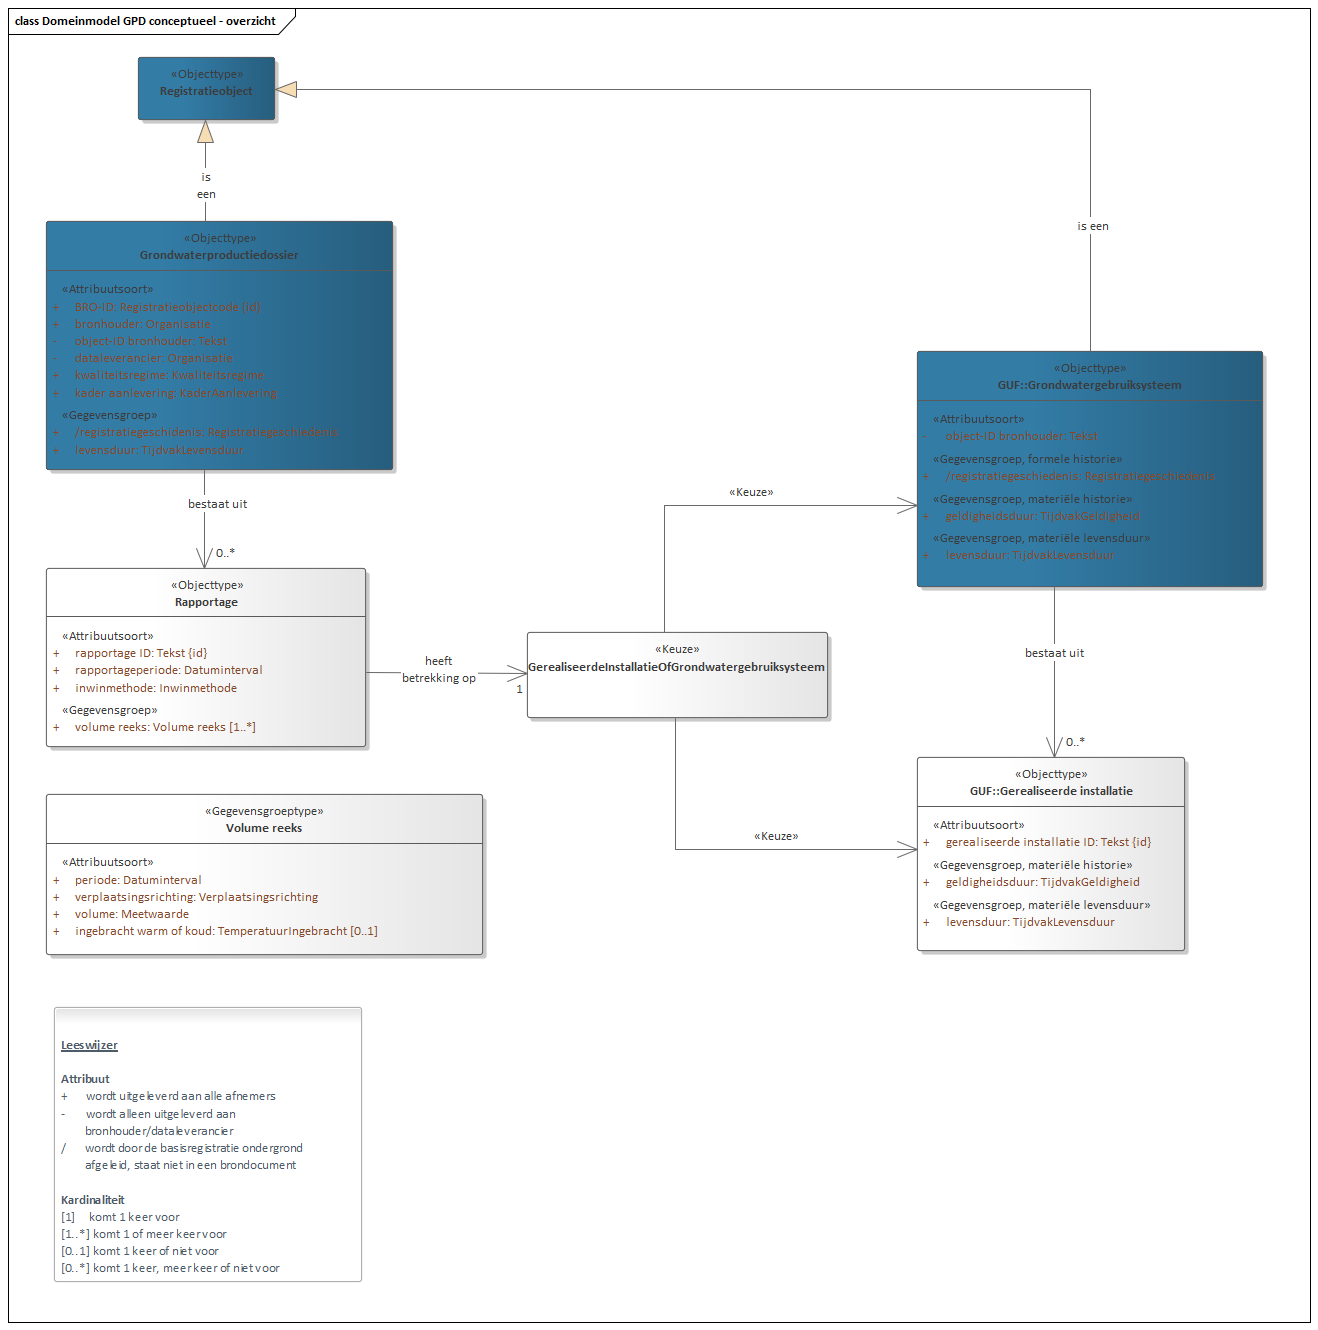 class Domeinmodel GPD conceptueel - overzicht
«Objecttype»
Registratieobject
is
een
is een
«Objecttype»
Grondwaterproductiedossier
«Attribuutsoort»
+ BRO-ID: Registratieobjectcode {id}
+ bronhouder: Organisatie
- object-ID bronhouder: Tekst
- dataleverancier: Organisatie
+ kwaliteitsregime: Kwaliteitsregime
+ kader aanlevering: KaderAanlevering
«Gegevensgroep»
+ /registratiegeschidenis: Registratiegeschiedenis
+ levensduur: TijdvakLevensduur
bestaat uit
0..*
«Objecttype»
Rapportage
«Attribuutsoort»
+ rapportage ID: Tekst {id}
+ rapportageperiode: Datuminterval
+ inwinmethode: Inwinmethode
«Gegevensgroep»
+ volume reeks: Volume reeks [1..*]
heeft
betrekking op
1
«Keuze»
GerealiseerdeInstallatieOfGrondwatergebruiksysteem
«Keuze»
«Keuze»
«Objecttype»
GUF::Grondwatergebruiksysteem
«Attribuutsoort»
- object-ID bronhouder: Tekst
«Gegevensgroep, formele historie»
+ /registratiegeschiedenis: Registratiegeschiedenis
«Gegevensgroep, materiële historie»
+ geldigheidsduur: TijdvakGeldigheid
«Gegevensgroep, materiële levensduur»
+ levensduur: TijdvakLevensduur
bestaat uit
0..*
«Objecttype»
GUF::Gerealiseerde installatie
«Attribuutsoort»
+ gerealiseerde installatie ID: Tekst {id}
«Gegevensgroep, materiële historie»
+ geldigheidsduur: TijdvakGeldigheid
«Gegevensgroep, materiële levensduur»
+ levensduur: TijdvakLevensduur
«Gegevensgroeptype»
Volume reeks
«Attribuutsoort»
+ periode: Datuminterval
+ verplaatsingsrichting: Verplaatsingsrichting
+ volume: Meetwaarde
+ ingebracht warm of koud: TemperatuurIngebracht [0..1]
Leeswijzer
Attribuut
+ wordt uitgeleverd aan alle afnemers
- wordt alleen uitgeleverd aan
bronhouder/dataleverancier
/ wordt door de basisregistratie ondergrond
afgeleid, staat niet in een brondocument
Kardinaliteit
[1] komt 1 keer voor
[1..*] komt 1 of meer keer voor
[0..1] komt 1 keer of niet voor
[0..*] komt 1 keer, meer keer of niet voor